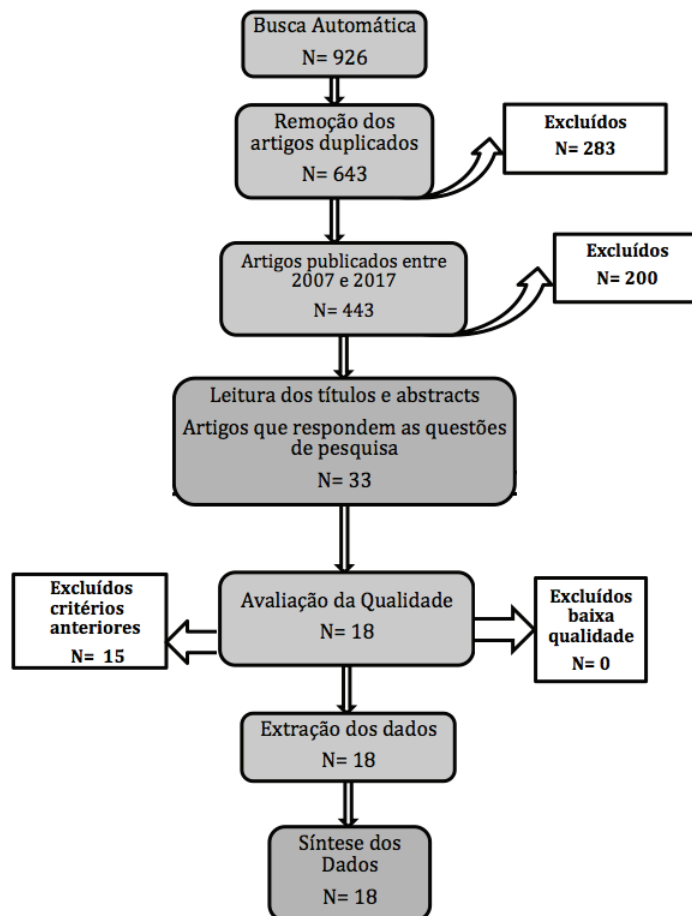 Busca Automática
N= 926
Remoção dos
artigos duplicados
N= 643
Excluídos
N= 283
Artigos publicados entre
2007 e 2017
N= 443
Excluídos
N= 200
Leitura dos títulos e abstracts
Artigos que respondem as questões
de pesquisa
N= 33
Excluídos
critérios
anteriores
N= 15
Avaliação da Qualidade
N= 18
Excluídos
baixa
qualidade
N= 0
Extração dos dados
N= 18
Síntese dos
Dados
N= 18